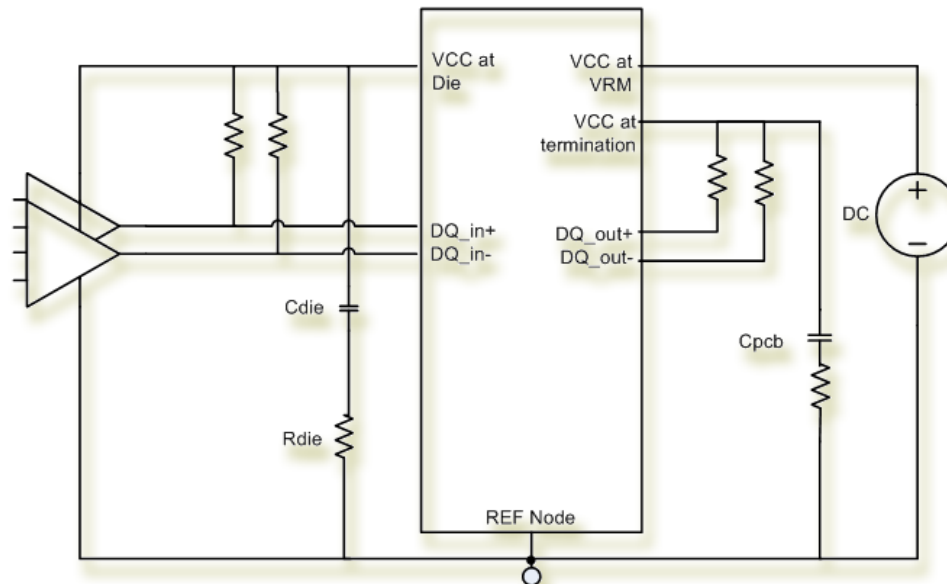 VCC at
Die
VCC at
VRM
VCC at
termination
DQ_in+
DQ_in-
DQ_out+
DQ_out-
DC
+
−
Cdie
Cpcb
Rdie
REF Node